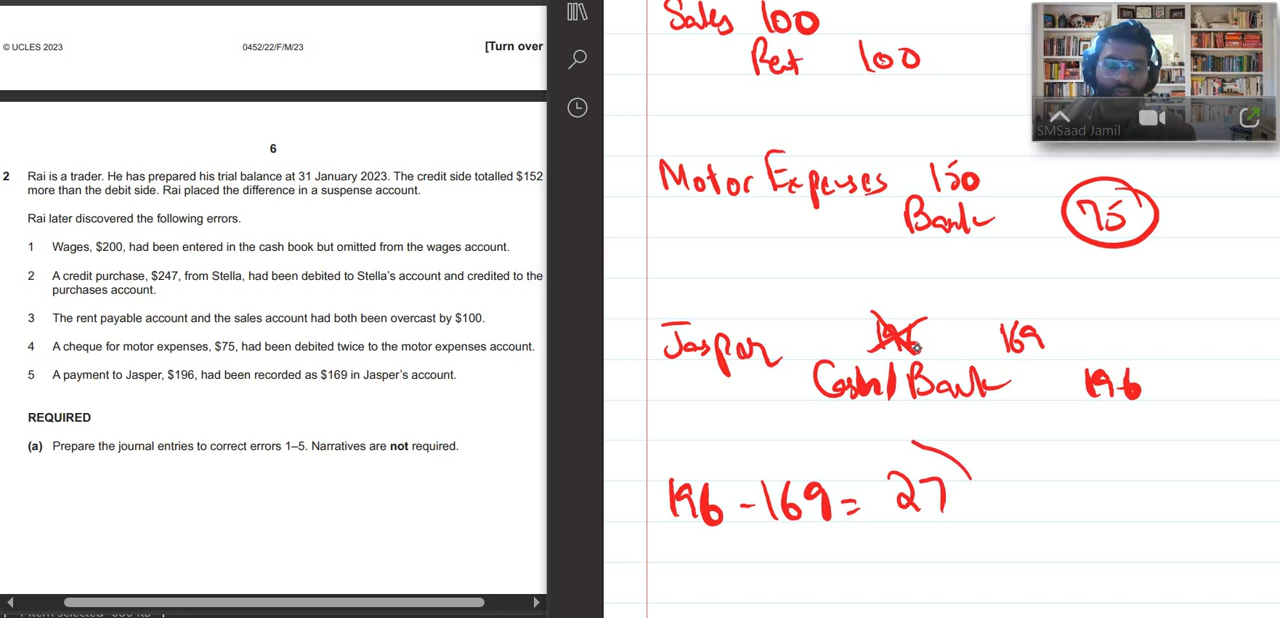 © UCLES 2023
0452/22/F/M/23
[Turn over
6
2 Rai is a trader. He has prepared his trial balance at 31 January 2023. The credit side totalled $152
more than the debit side. Rai placed the difference in a suspense account.
Rai later discovered the following errors.
1 Wages, $200, had been entered in the cash book but omitted from the wages account.
2 A credit purchase, $247, from Stella, had been debited to Stella's account and credited to the
purchases account.
3 The rent payable account and the sales account had both been overcast by $100.
4 A cheque for motor expenses, $75, had been debited twice to the motor expenses account.
5 A payment to Jasper, $196, had been recorded as $169 in Jasper's account.
REQUIRED
(a) Prepare the journal entries to correct errors 1–5. Narratives are not required.
Sales 100
Rent 100
Motor Expenses 150
Bank 75
Jaspar 196 169
Cash/Bank 196
196 - 169 = 27
SMSaad Jamil